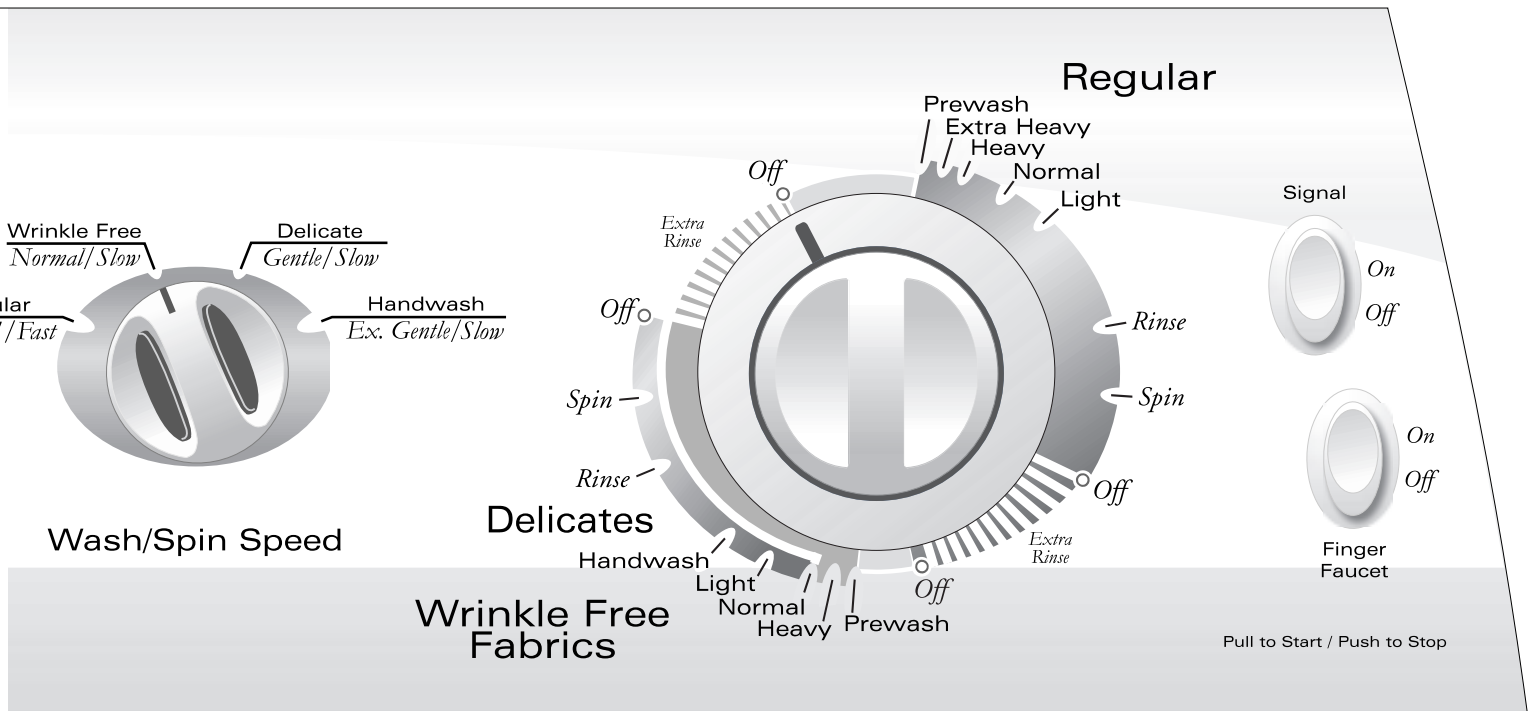 Regular
Prewash
Extra Heavy
Heavy
Normal
Light
Rinse
Spin
Off
Extra
Rinse
Off
Prewash
Heavy
Normal
Light
Handwash
Wrinkle Free
Fabrics
Delicates
Rinse
Spin
Off
Extra
Rinse
Off
Wrinkle Free
Normal/Slow
Delicate
Gentle/Slow
ular
/Fast
Handwash
Ex. Gentle/Slow
Wash/Spin Speed
Signal
On
Off
On
Off
Finger
Faucet
Pull to Start / Push to Stop